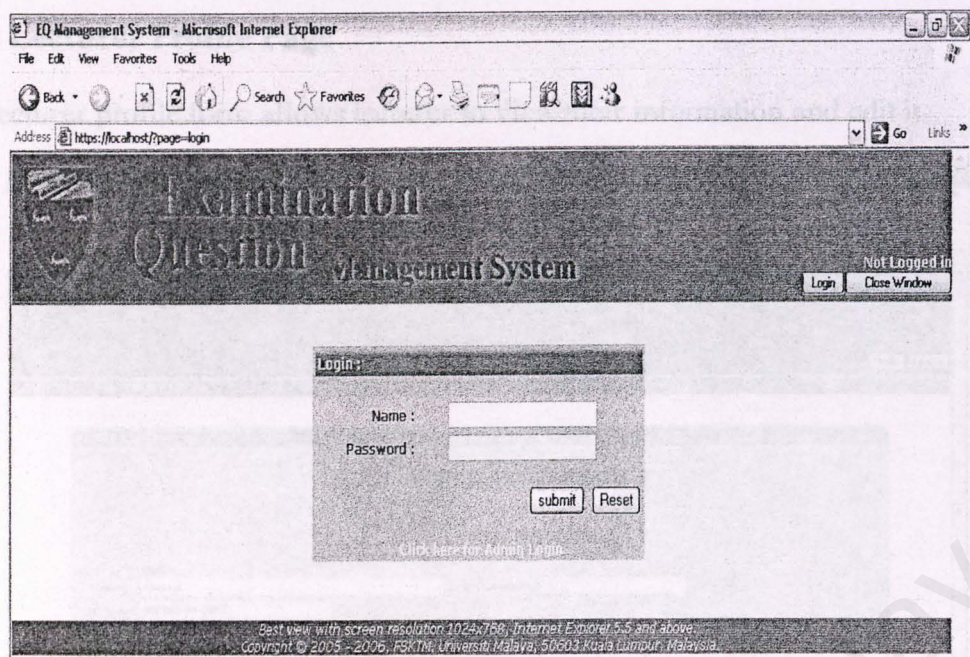 EQ Management System - Microsoft Internet Explorer
File Edit View Favorites Tools Help
Back Search Favorites
Address https://localhost/?page=login Go Links »
Examination
Question Management System
Not Logged in
Login Close Window
Login :
Name :
Password :
submit Reset
Click here for Admin Login
Best view with screen resolution 1024x768, Internet Explorer 5.5 and above.
Copyright © 2005 - 2006, FSKTM, Universiti Malaya, 50603 Kuala Lumpur, Malaysia.